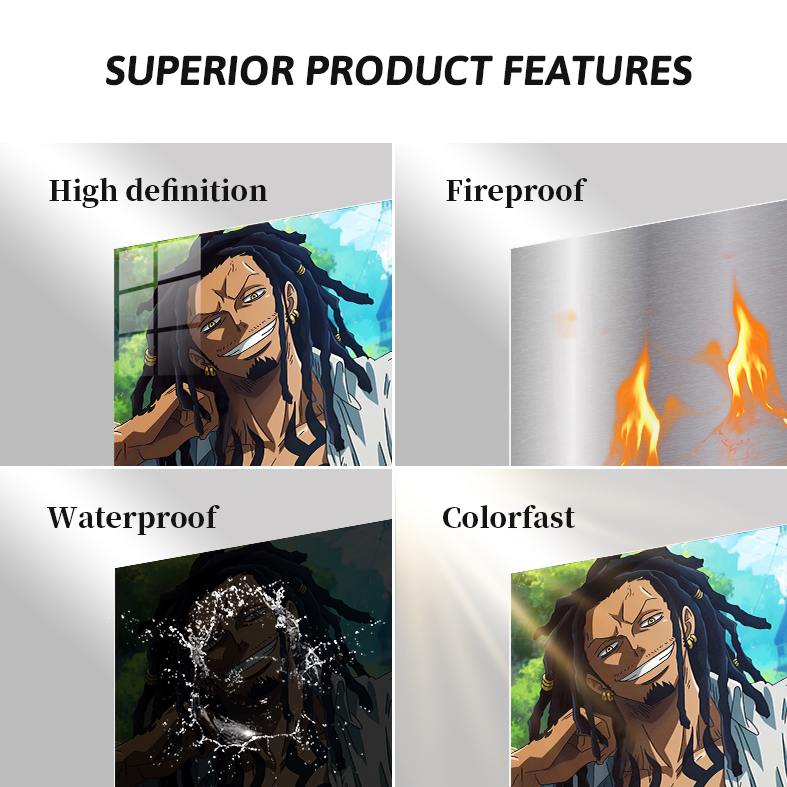 SUPERIOR PRODUCT FEATURES
High definition
Fireproof
Waterproof
Colorfast